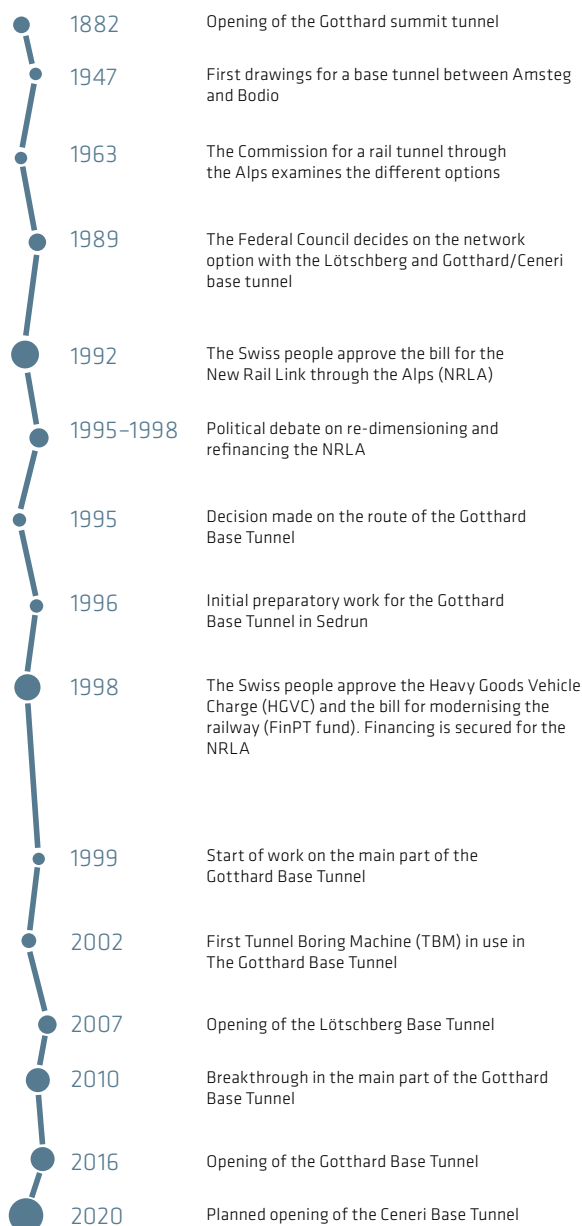 1882 Opening of the Gotthard summit tunnel
1947 First drawings for a base tunnel between Amsteg
and Bodio
1963 The Commission for a rail tunnel through
the Alps examines the different options
1989 The Federal Council decides on the network
option with the Lötschberg and Gotthard/Ceneri
base tunnel
1992 The Swiss people approve the bill for the
New Rail Link through the Alps (NRLA)
1995–1998 Political debate on re-dimensioning and
refinancing the NRLA
1995 Decision made on the route of the Gotthard
Base Tunnel
1996 Initial preparatory work for the Gotthard
Base Tunnel in Sedrun
1998 The Swiss people approve the Heavy Goods Vehicle
Charge (HGVC) and the bill for modernising the
railway (FinPT fund). Financing is secured for the
NRLA
1999 Start of work on the main part of the
Gotthard Base Tunnel
2002 First Tunnel Boring Machine (TBM) in use in
The Gotthard Base Tunnel
2007 Opening of the Lötschberg Base Tunnel
2010 Breakthrough in the main part of the Gotthard
Base Tunnel
2016 Opening of the Gotthard Base Tunnel
2020 Planned opening of the Ceneri Base Tunnel